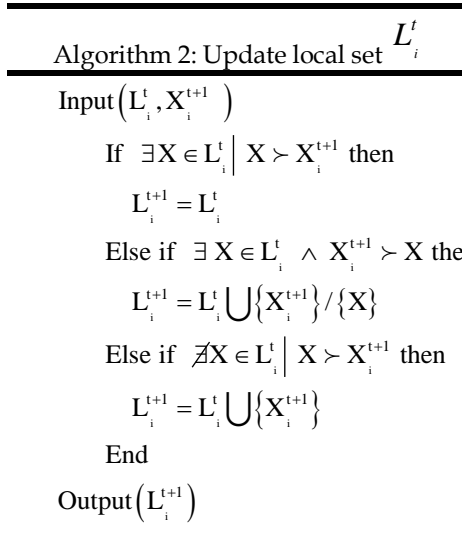 Algorithm 2: Update local set L_i^t
Input(L_i^t, X_i^{t+1})
If ∃X ∈ L_i^t | X ≻ X_i^{t+1} then
L_i^{t+1} = L_i^t
Else if ∃ X ∈ L_i^t ∧ X_i^{t+1} ≻ X the
L_i^{t+1} = L_i^t ⋃{X_i^{t+1}}/{X}
Else if ∄X ∈ L_i^t | X ≻ X_i^{t+1} then
L_i^{t+1} = L_i^t ⋃{X_i^{t+1}}
End
Output(L_i^{t+1})